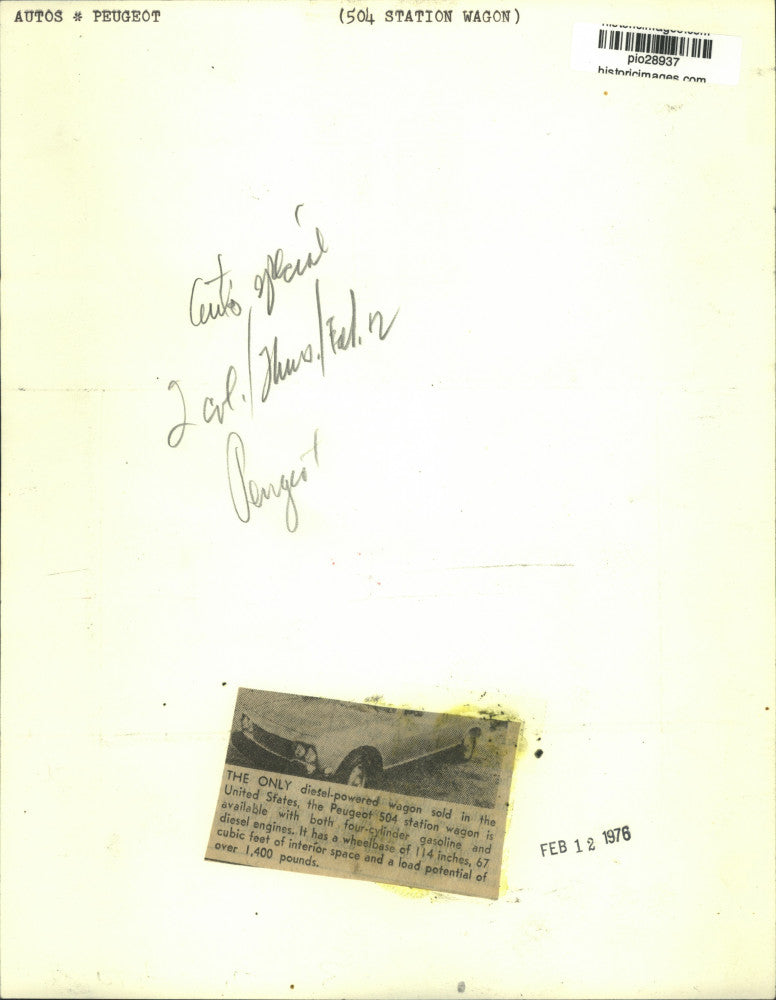 AUTOS * PEUGEOT (504 STATION WAGON)
pio28937
historicimages.com
Auto special
2 col./Thurs./Feb. 12
Peugeot
THE ONLY diesel-powered wagon sold in the
United States, the Peugeot 504 station wagon is
available with both four-cylinder gasoline and
diesel engines. It has a wheelbase of 114 inches, 67
cubic feet of interior space and a load potential of
over 1,400 pounds.
FEB 12 1976